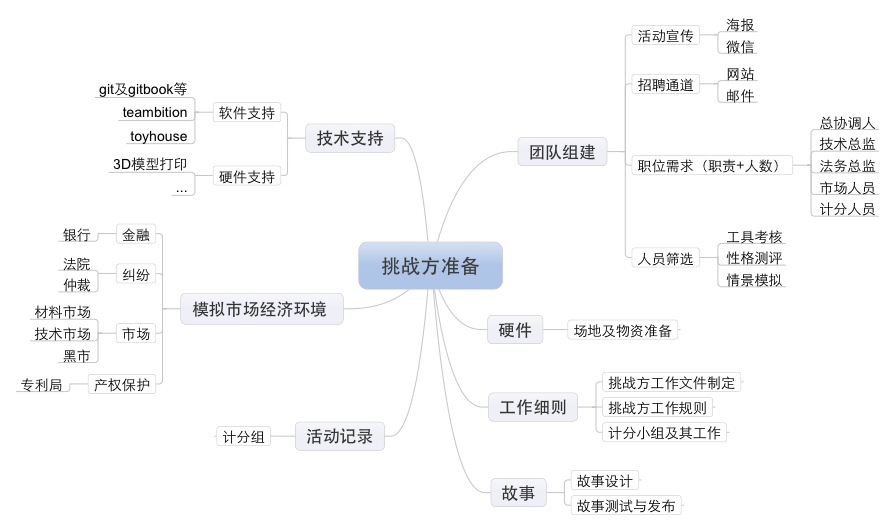 挑战方准备
团队组建
活动宣传
海报
微信
招聘通道
网站
邮件
职位需求（职责+人数）
总协调人
技术总监
法务总监
市场人员
计分人员
人员筛选
工具考核
性格测评
情景模拟
硬件
场地及物资准备
工作细则
挑战方工作文件制定
挑战方工作规则
计分小组及其工作
故事
故事设计
故事测试与发布
技术支持
软件支持
git及gitbook等
teambition
toyhouse
硬件支持
3D模型打印
...
模拟市场经济环境
金融
银行
纠纷
法院
仲裁
市场
材料市场
技术市场
黑市
产权保护
专利局
活动记录
计分组